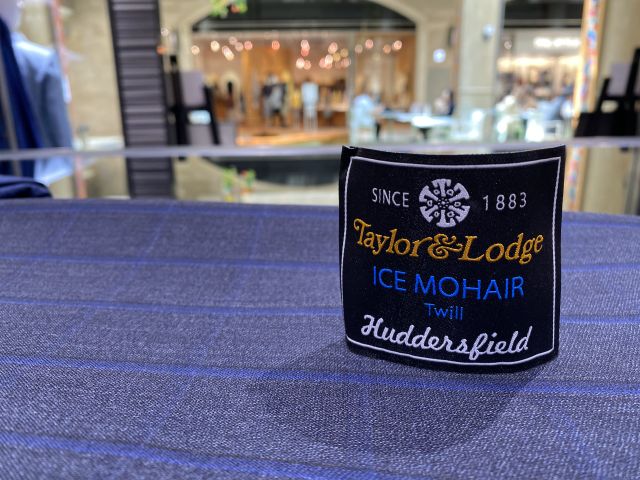 SINCE 1883
Taylor & Lodge
ICE MOHAIR
Twill
Huddersfield